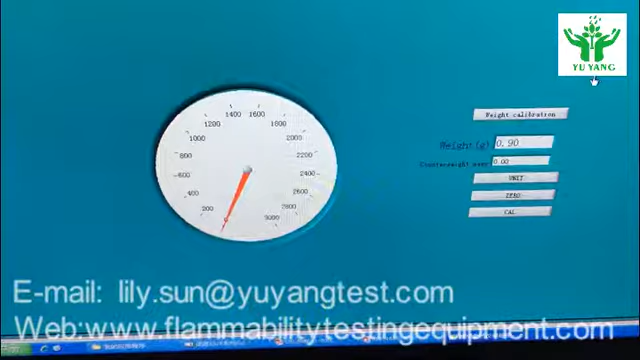 YU YANG
Weight calibration
1400 1600
1200 1800
1000 2000
800 2200
600 2400
400 2600
200 2800
3000
Weight(g) 0.90
0.00
UNIT
ZERO
CAL
E-mail: lily.sun@yuyangtest.com
Web:www.flammabilitytestingequipment.com